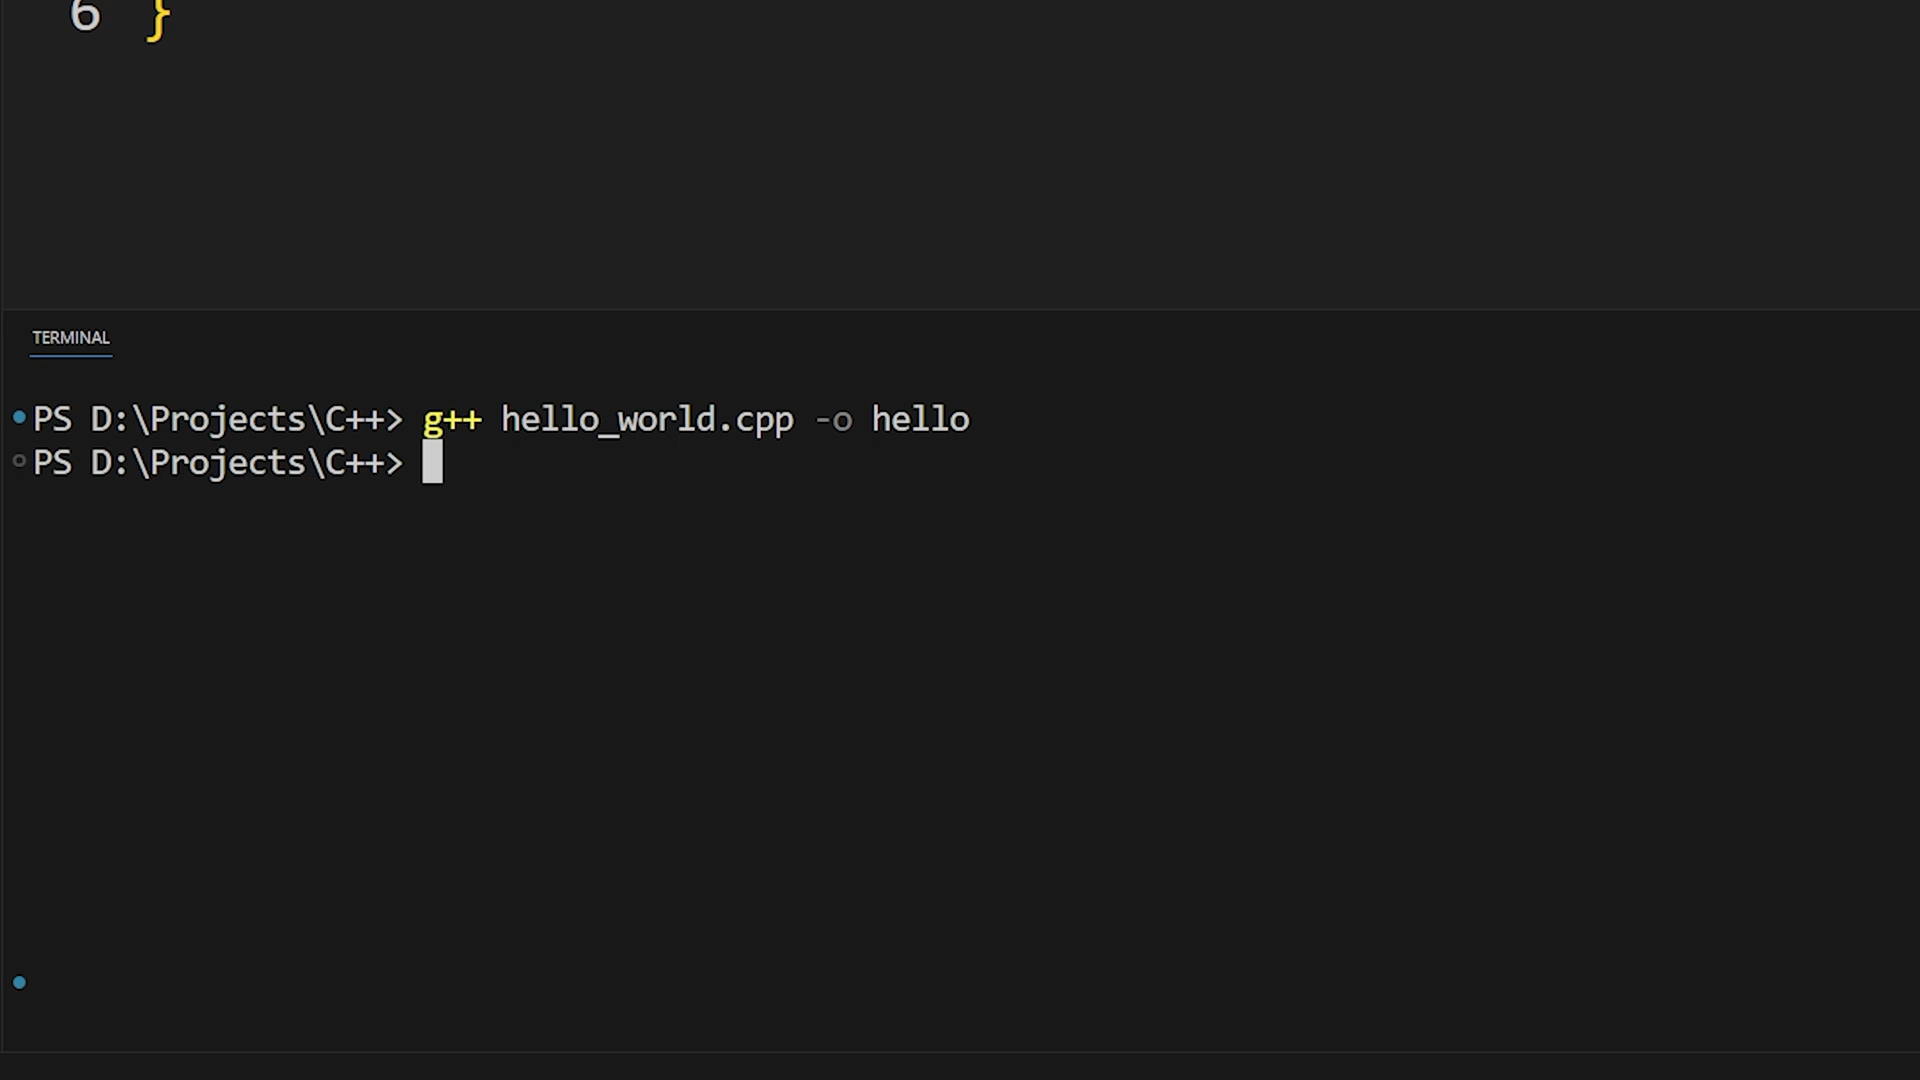 6 }
TERMINAL
PS D:\Projects\C++> g++ hello_world.cpp -o hello
PS D:\Projects\C++>